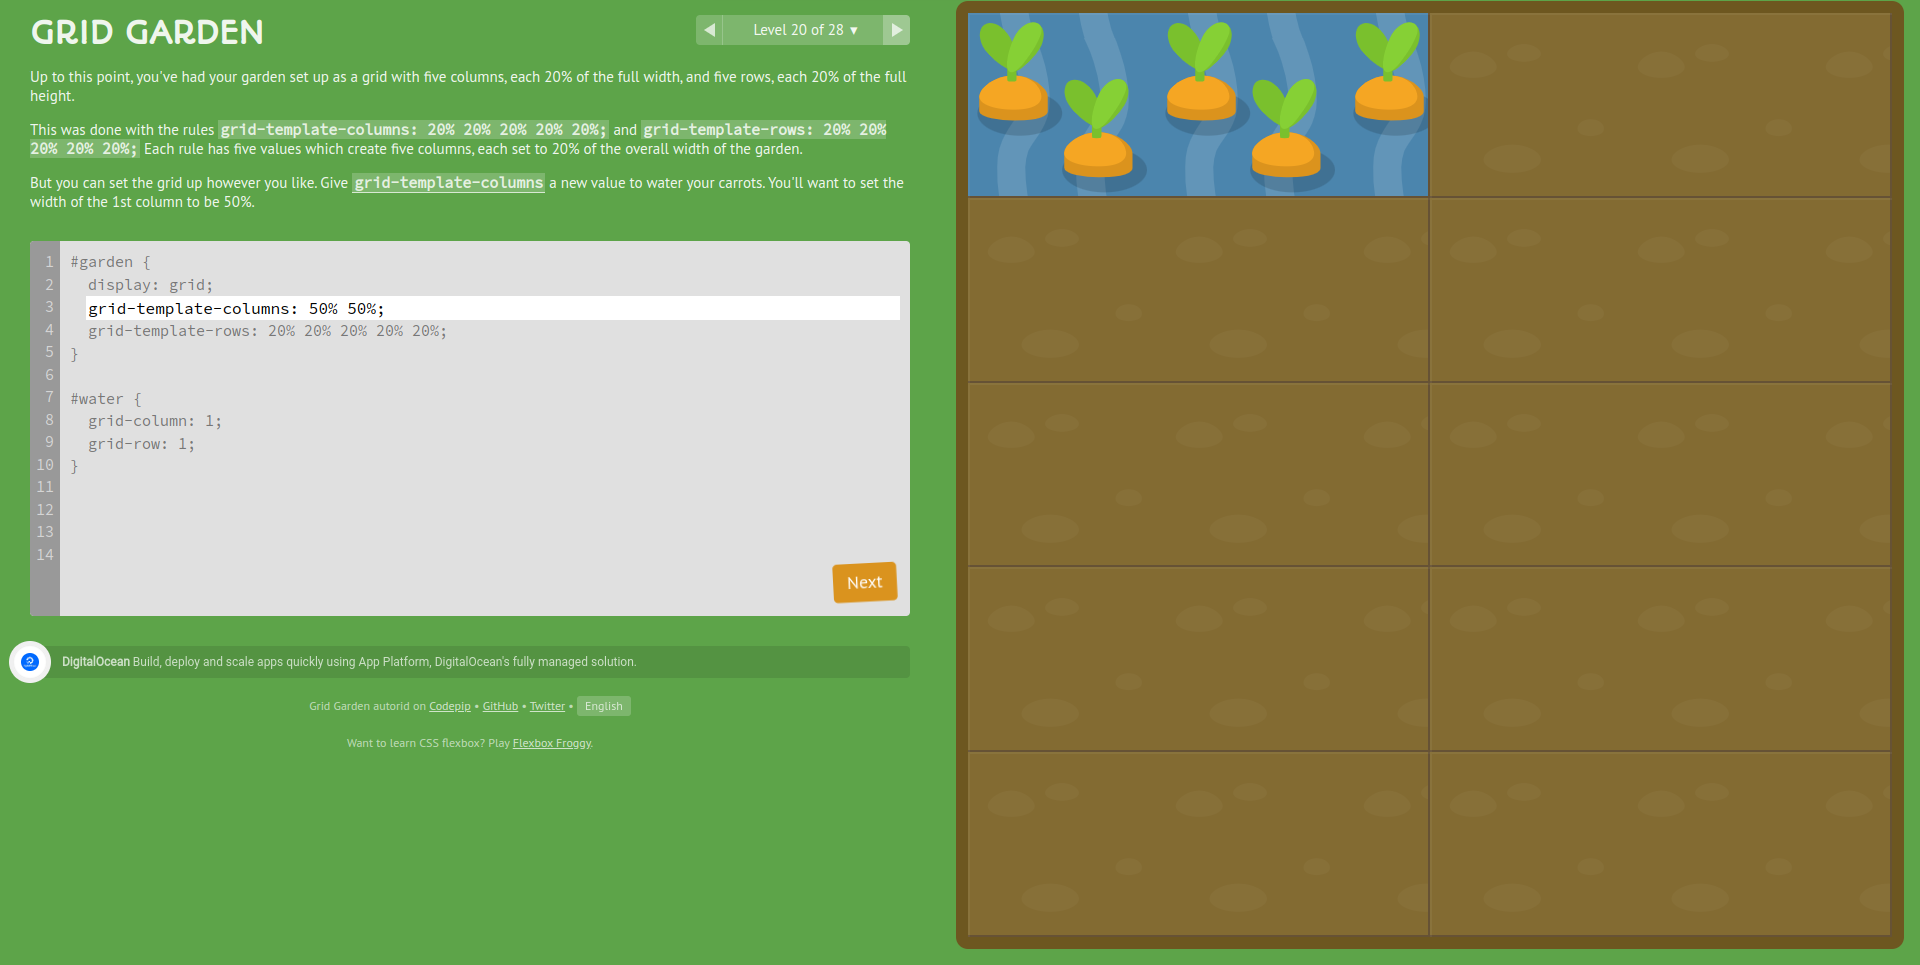 GRID GARDEN
◀ Level 20 of 28 ▾ ▶
Up to this point, you've had your garden set up as a grid with five columns, each 20% of the full width, and five rows, each 20% of the full
height.
This was done with the rules grid-template-columns: 20% 20% 20% 20% 20%; and grid-template-rows: 20% 20%
20% 20% 20%; Each rule has five values which create five columns, each set to 20% of the overall width of the garden.
But you can set the grid up however you like. Give grid-template-columns a new value to water your carrots. You'll want to set the
width of the 1st column to be 50%.
1 #garden {
2 display: grid;
3 grid-template-columns: 50% 50%;
4 grid-template-rows: 20% 20% 20% 20% 20%;
5 }
6
7 #water {
8 grid-column: 1;
9 grid-row: 1;
10 }
11
12
13
14
Next
DigitalOcean Build, deploy and scale apps quickly using App Platform, DigitalOcean's fully managed solution.
Grid Garden autorid on Codepip • GitHub • Twitter • English
Want to learn CSS flexbox? Play Flexbox Froggy.